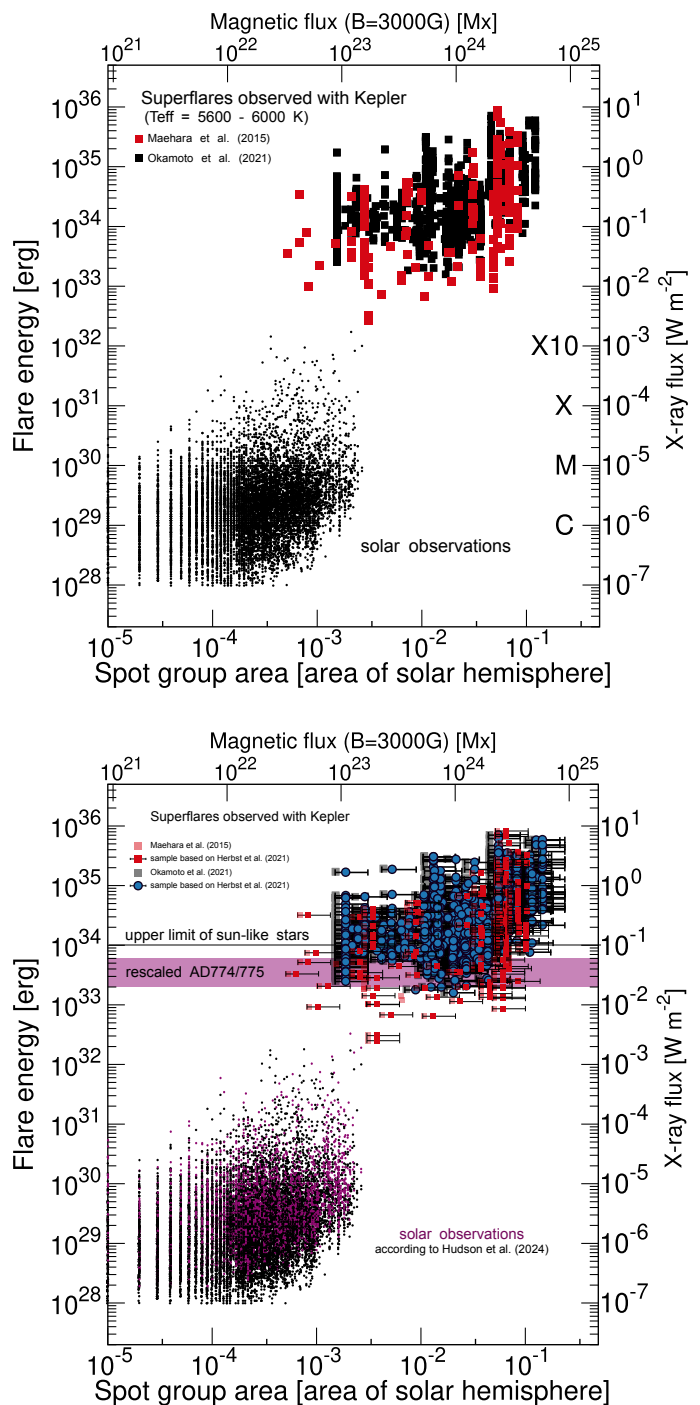 Magnetic flux (B=3000G) [Mx]
10^21 10^22 10^23 10^24 10^25
Superflares observed with Kepler
(Teff = 5600 - 6000 K)
Maehara et al. (2015)
Okamoto et al. (2021)
10^36
10^35
10^34
10^33
10^32
10^31
10^30
10^29
10^28
Flare energy [erg]
10^1
10^0
10^-1
10^-2
10^-3
10^-4
10^-5
10^-6
10^-7
X-ray flux [W m^-2]
X10
X
M
C
solar observations
10^-5 10^-4 10^-3 10^-2 10^-1
Spot group area [area of solar hemisphere]
Magnetic flux (B=3000G) [Mx]
10^21 10^22 10^23 10^24 10^25
Superflares observed with Kepler
Maehara et al. (2015)
sample based on Herbst et al. (2021)
Okamoto et al. (2021)
sample based on Herbst et al. (2021)
10^36
10^35
10^34
10^33
10^32
10^31
10^30
10^29
10^28
Flare energy [erg]
upper limit of sun-like stars
rescaled AD774/775
10^1
10^0
10^-1
10^-2
10^-3
10^-4
10^-5
10^-6
10^-7
X-ray flux [W m^-2]
solar observations
according to Hudson et al. (2024)
10^-5 10^-4 10^-3 10^-2 10^-1
Spot group area [area of solar hemisphere]